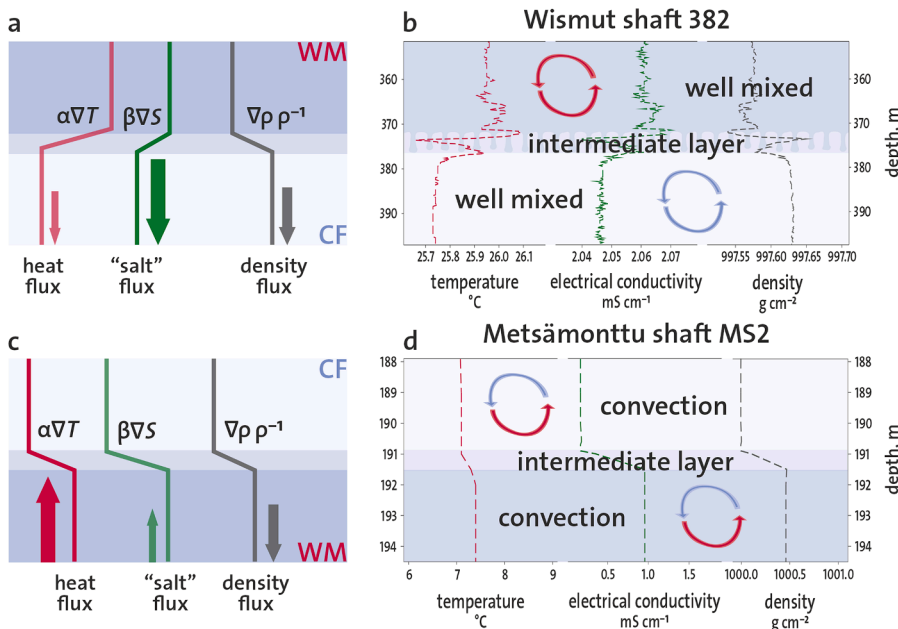 a
WM
α∇T
β∇S
∇ρ ρ⁻¹
CF
heat
flux
“salt”
flux
density
flux
b
Wismut shaft 382
360
370
380
390
well mixed
intermediate layer
well mixed
360
370
380
390
depth, m
25.7 25.8 25.9 26.0 26.1
2.04 2.05 2.06 2.07
997.55 997.65 997.70
temperature
°C
electrical conductivity
mS cm⁻¹
density
g cm⁻²
c
CF
α∇T
β∇S
∇ρ ρ⁻¹
WM
heat
flux
“salt”
flux
density
flux
d
Metsämonttu shaft MS2
188
189
190
191
192
193
194
convection
intermediate layer
convection
188
189
190
191
192
193
194
depth, m
6 7 8 9
0.5 1.0 1.5
1000.0 1000.5 1001.0
temperature
°C
electrical conductivity
mS cm⁻¹
density
g cm⁻²